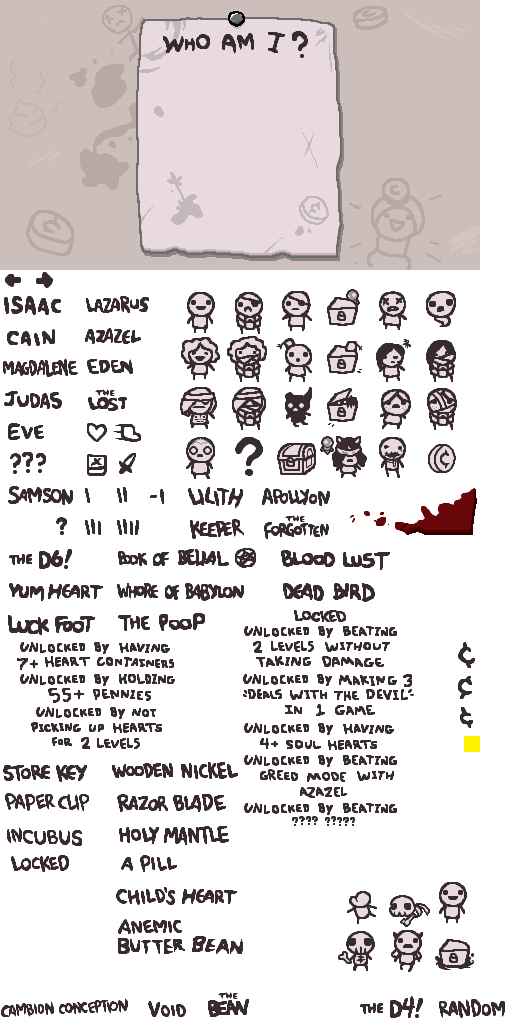 WHO AM I?
ISAAC LAZARUS
CAIN AZAZEL
MAGDALENE EDEN
JUDAS THE LOST
EVE
???
?
SAMSON I II -I LILITH APOLLYON
? III IIII KEEPER THE FORGOTTEN
THE D6! BOOK OF BELIAL BLOOD LUST
YUM HEART WHORE OF BABYLON DEAD BIRD
LUCK FOOT THE POOP
LOCKED
UNLOCKED BY BEATING
2 LEVELS WITHOUT
TAKING DAMAGE
UNLOCKED BY HAVING
7+ HEART CONTAINERS
UNLOCKED BY HOLDING
55+ PENNIES
UNLOCKED BY NOT
PICKING UP HEARTS
FOR 2 LEVELS
UNLOCKED BY MAKING 3
"DEALS WITH THE DEVIL"
IN 1 GAME
UNLOCKED BY HAVING
4+ SOUL HEARTS
UNLOCKED BY BEATING
GREED MODE WITH
AZAZEL
UNLOCKED BY BEATING
???? ?????
¢
¢
¢
STORE KEY WOODEN NICKEL
PAPER CLIP RAZOR BLADE
INCUBUS HOLY MANTLE
LOCKED A PILL
CHILD'S HEART
ANEMIC
BUTTER BEAN
CAMBION CONCEPTION VOID THE BEAN THE D4! RANDOM